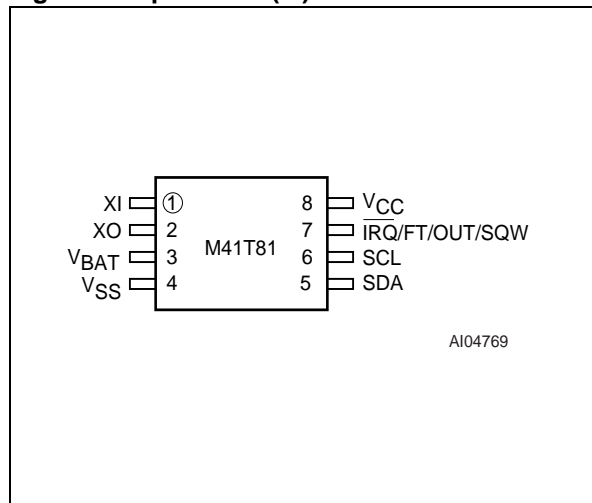 XI 1 8 VCC
XO 2 7 IRQ/FT/OUT/SQW
VBAT 3 M41T81 6 SCL
VSS 4 5 SDA
AI04769